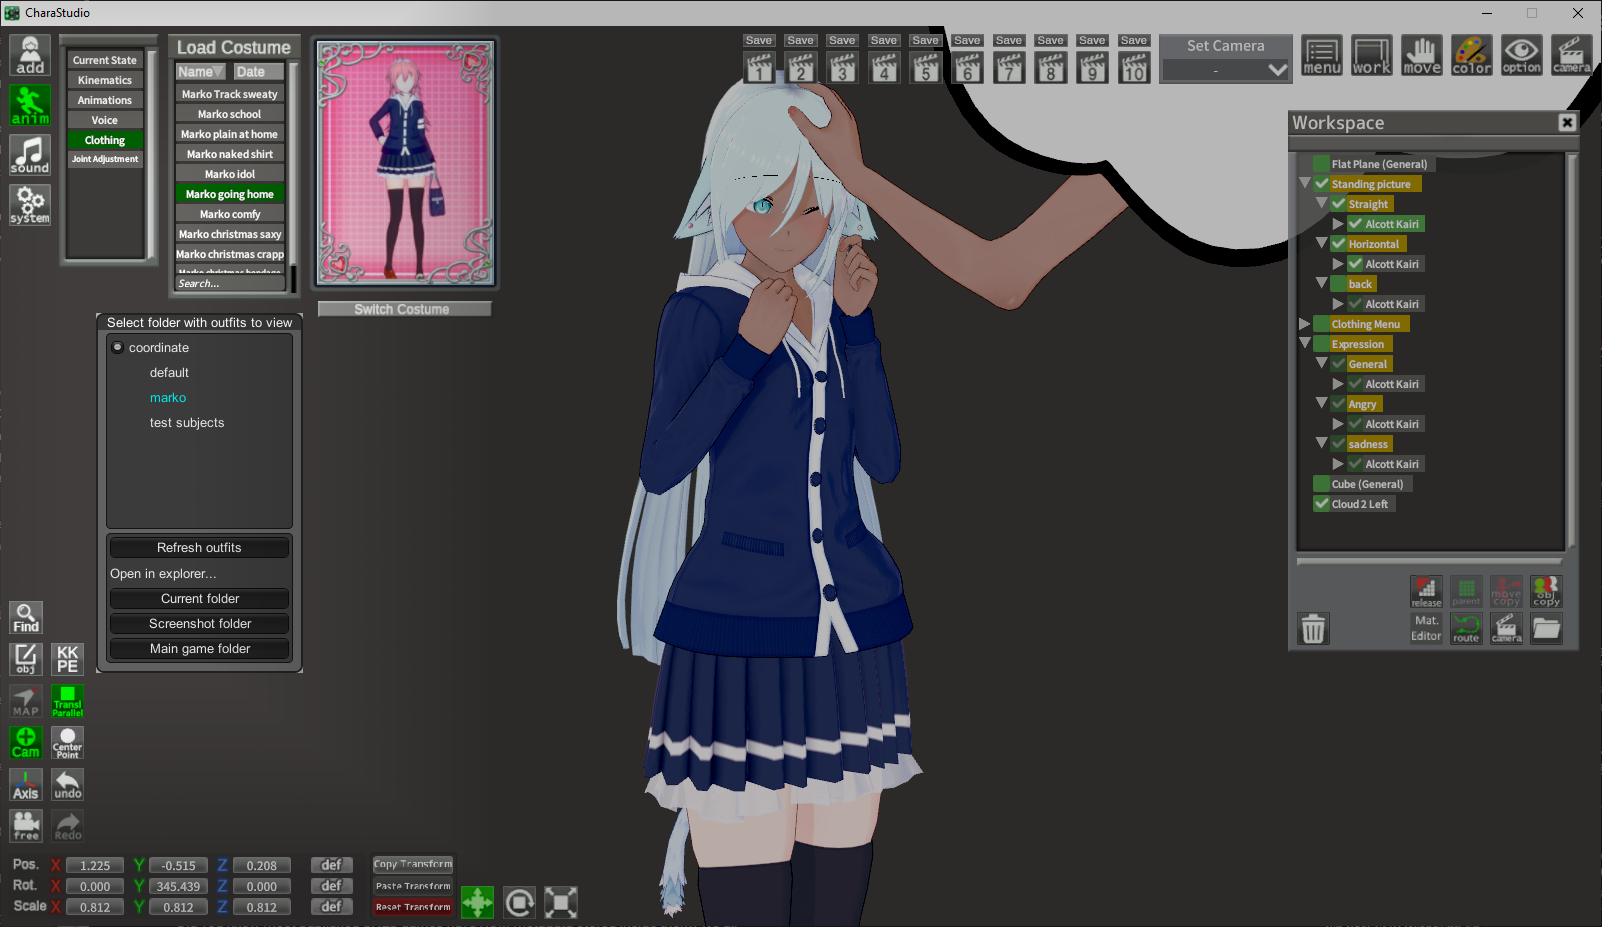 CharaStudio
add
anim
sound
system
Current State
Kinematics
Animations
Voice
Clothing
Joint Adjustment
Load Costume
Name
Date
Marko Track sweaty
Marko school
Marko plain at home
Marko naked shirt
Marko idol
Marko going home
Marko comfy
Marko christmas saxy
Marko christmas crapp
Marko christmas bondage
Search...
Switch Costume
Save Save Save Save Save Save Save Save Save Save
1 2 3 4 5 6 7 8 9 10
Set Camera
-
menu work move color option camera
Select folder with outfits to view
coordinate
default
marko
test subjects
Refresh outfits
Open in explorer...
Current folder
Screenshot folder
Main game folder
Workspace
Flat Plane (General)
Standing picture
Straight
Alcott Kairi
Horizontal
Alcott Kairi
back
Alcott Kairi
Clothing Menu
Expression
General
Alcott Kairi
Angry
Alcott Kairi
sadness
Alcott Kairi
Cube (General)
Cloud 2 Left
release parent move copy obj copy
Mat. Editor route camera
Find
obj KK PE
MAP Transl Parallel
Cam Center Point
Axis undo
free Redo
Pos. X 1.225 Y -0.515 Z 0.208 def
Rot. X 0.000 Y 345.439 Z 0.000 def
Scale X 0.812 Y 0.812 Z 0.812 def
Copy Transform
Paste Transform
Reset Transform